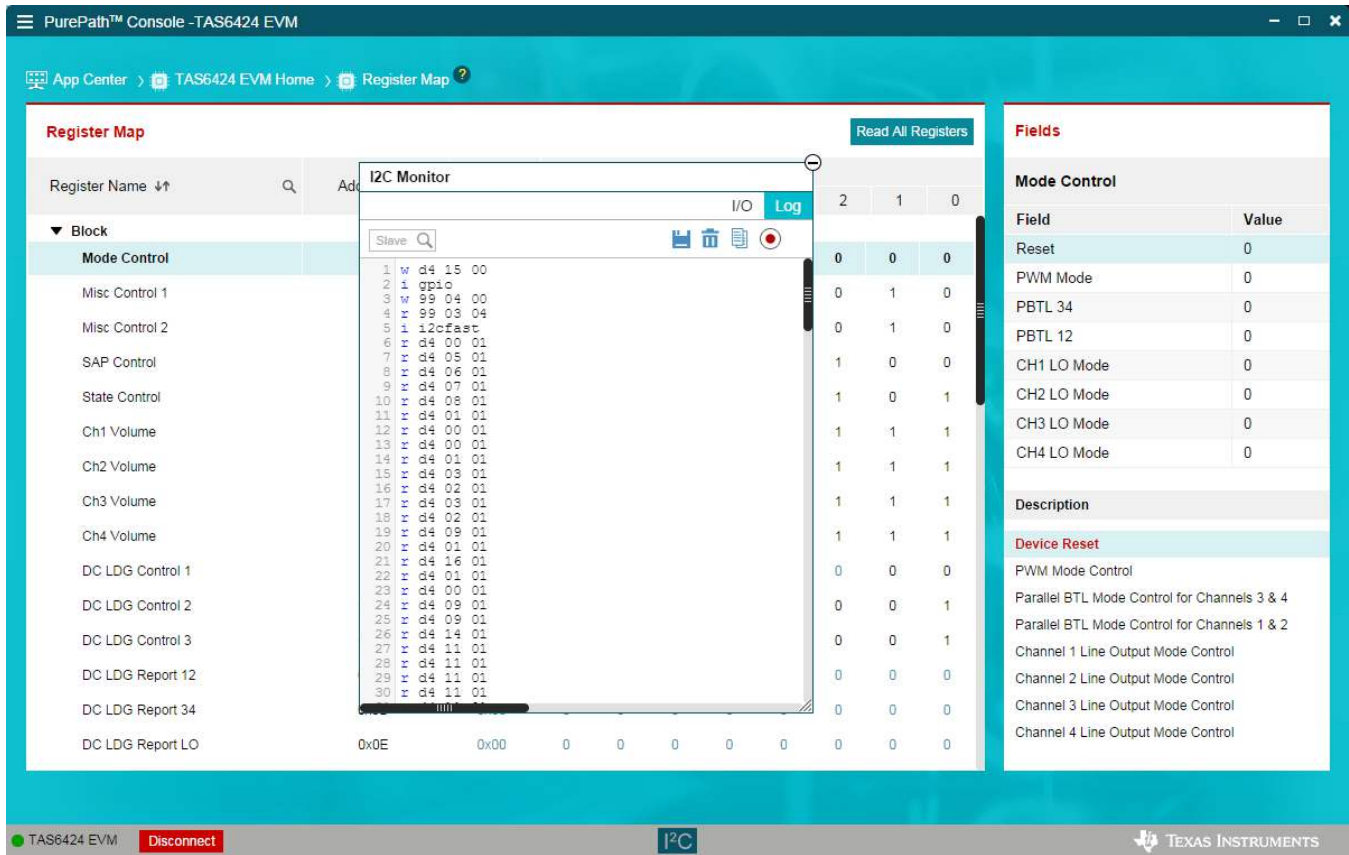 PurePath™ Console -TAS6424 EVM
App Center > TAS6424 EVM Home > Register Map ?
Register Map
Read All Registers
Register Name
Add
2 1 0
Block
Mode Control 0 0 0
Misc Control 1 0 1 0
Misc Control 2 0 1 0
SAP Control 1 0 0
State Control 1 0 1
Ch1 Volume 1 1 1
Ch2 Volume 1 1 1
Ch3 Volume 1 1 1
Ch4 Volume 1 1 1
DC LDG Control 1 0 0 0
DC LDG Control 2 0 0 1
DC LDG Control 3 0 0 1
DC LDG Report 12 0 0 0
DC LDG Report 34 0 0 0
DC LDG Report LO 0x0E 0x00 0 0 0 0 0 0 0 0
I2C Monitor
I/O Log
Slave
1 w d4 15 00
2 i gpio
3 w 99 04 00
4 r 99 03 04
5 i i2cfast
6 r d4 00 01
7 r d4 05 01
8 r d4 06 01
9 r d4 07 01
10 r d4 08 01
11 r d4 01 01
12 r d4 00 01
13 r d4 00 01
14 r d4 01 01
15 r d4 03 01
16 r d4 02 01
17 r d4 03 01
18 r d4 02 01
19 r d4 09 01
20 r d4 01 01
21 r d4 16 01
22 r d4 01 01
23 r d4 00 01
24 r d4 09 01
25 r d4 09 01
26 r d4 14 01
27 r d4 11 01
28 r d4 11 01
29 r d4 11 01
30 r d4 11 01
Fields
Mode Control
Field Value
Reset 0
PWM Mode 0
PBTL 34 0
PBTL 12 0
CH1 LO Mode 0
CH2 LO Mode 0
CH3 LO Mode 0
CH4 LO Mode 0
Description
Device Reset
PWM Mode Control
Parallel BTL Mode Control for Channels 3 & 4
Parallel BTL Mode Control for Channels 1 & 2
Channel 1 Line Output Mode Control
Channel 2 Line Output Mode Control
Channel 3 Line Output Mode Control
Channel 4 Line Output Mode Control
TAS6424 EVM Disconnect
I²C
TEXAS INSTRUMENTS